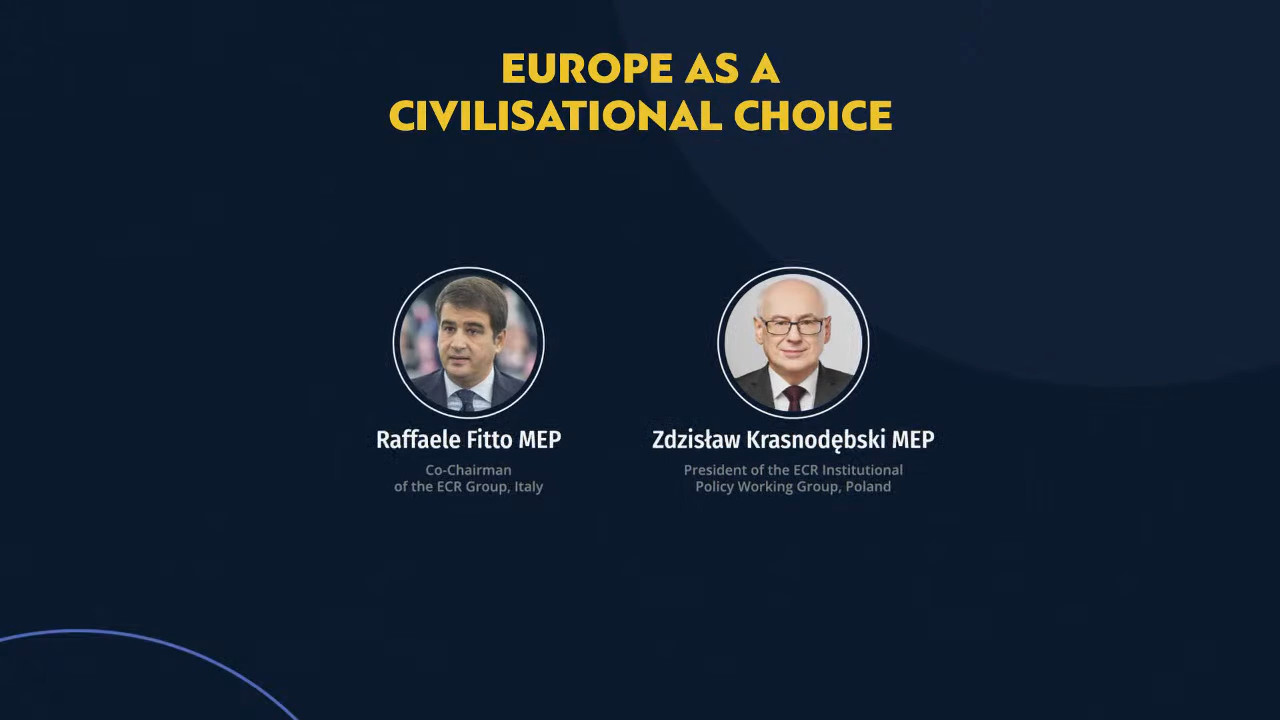 EUROPE AS A
CIVILISATIONAL CHOICE
Raffaele Fitto MEP
Co-Chairman
of the ECR Group, Italy
Zdzisław Krasnodębski MEP
President of the ECR Institutional
Policy Working Group, Poland